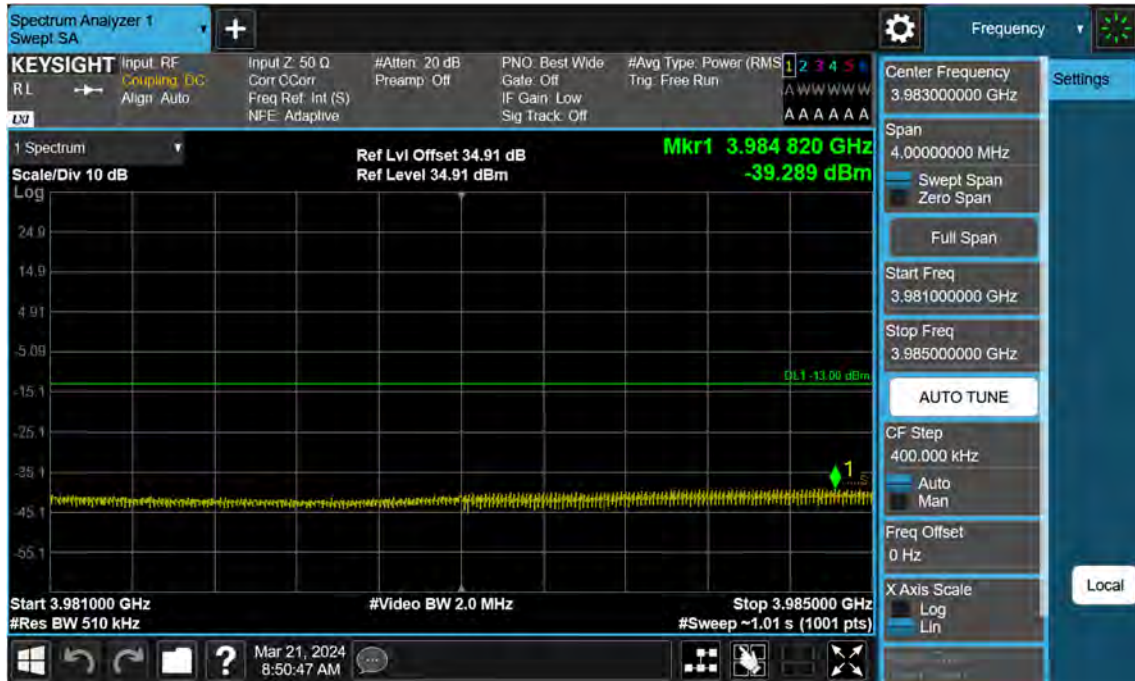 Spectrum Analyzer 1
Swept SA
Frequency
KEYSIGHT
RL
LXI
Input: RF
Coupling: DC
Align: Auto
Input Z: 50 Ω
Corr CCorr
Freq Ref: Int (S)
NFE: Adaptive
#Atten: 20 dB
Preamp: Off
PNO: Best Wide
Gate: Off
IF Gain: Low
Sig Track: Off
#Avg Type: Power (RMS
Trig: Free Run
1 2 3 4 5 6
A W W W W W
A A A A A A
1 Spectrum
Scale/Div 10 dB
Ref Lvl Offset 34.91 dB
Ref Level 34.91 dBm
Mkr1 3.984 820 GHz
-39.289 dBm
Log
24.9
14.9
4.91
-5.09
DL1 -13.00 dBm
-15.1
-25.1
-35.1
1
-45.1
-55.1
Start 3.981000 GHz
#Video BW 2.0 MHz
Stop 3.985000 GHz
#Res BW 510 kHz
#Sweep ~1.01 s (1001 pts)
Mar 21, 2024
8:50:47 AM
Center Frequency
3.983000000 GHz
Settings
Span
4.00000000 MHz
Swept Span
Zero Span
Full Span
Start Freq
3.981000000 GHz
Stop Freq
3.985000000 GHz
AUTO TUNE
CF Step
400.000 kHz
Auto
Man
Freq Offset
0 Hz
X Axis Scale
Log
Lin
Local